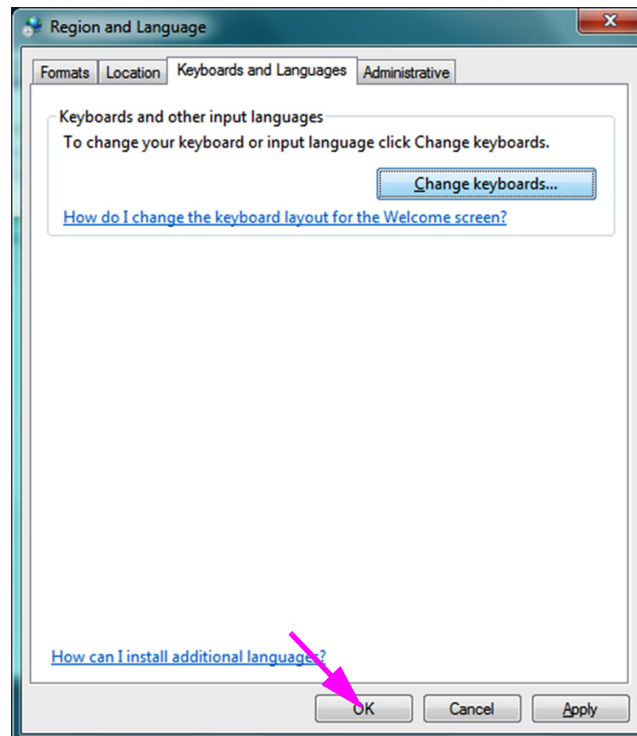 Region and Language
Formats Location Keyboards and Languages Administrative
Keyboards and other input languages
To change your keyboard or input language click Change keyboards.
Change keyboards...
How do I change the keyboard layout for the Welcome screen?
How can I install additional languages?
OK Cancel Apply